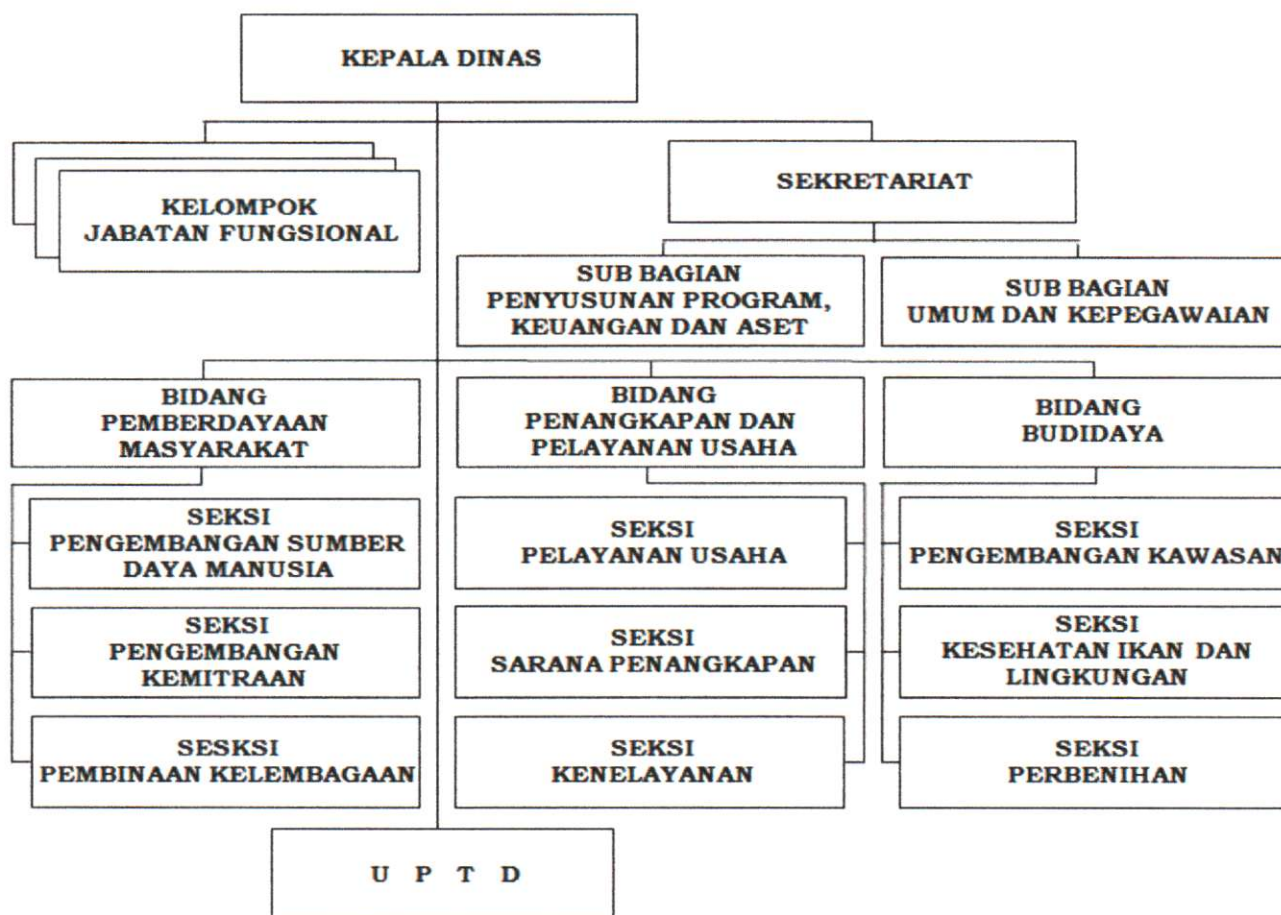 KEPALA DINAS
KELOMPOK
JABATAN FUNGSIONAL
SEKRETARIAT
SUB BAGIAN
PENYUSUNAN PROGRAM,
KEUANGAN DAN ASET
SUB BAGIAN
UMUM DAN KEPEGAWAIAN
BIDANG
PEMBERDAYAAN
MASYARAKAT
BIDANG
PENANGKAPAN DAN
PELAYANAN USAHA
BIDANG
BUDIDAYA
SEKSI
PENGEMBANGAN SUMBER
DAYA MANUSIA
SEKSI
PELAYANAN USAHA
SEKSI
PENGEMBANGAN KAWASAN
SEKSI
PENGEMBANGAN
KEMITRAAN
SEKSI
SARANA PENANGKAPAN
SEKSI
KESEHATAN IKAN DAN
LINGKUNGAN
SESKSI
PEMBINAAN KELEMBAGAAN
SEKSI
KENELAYANAN
SEKSI
PERBENIHAN
U P T D